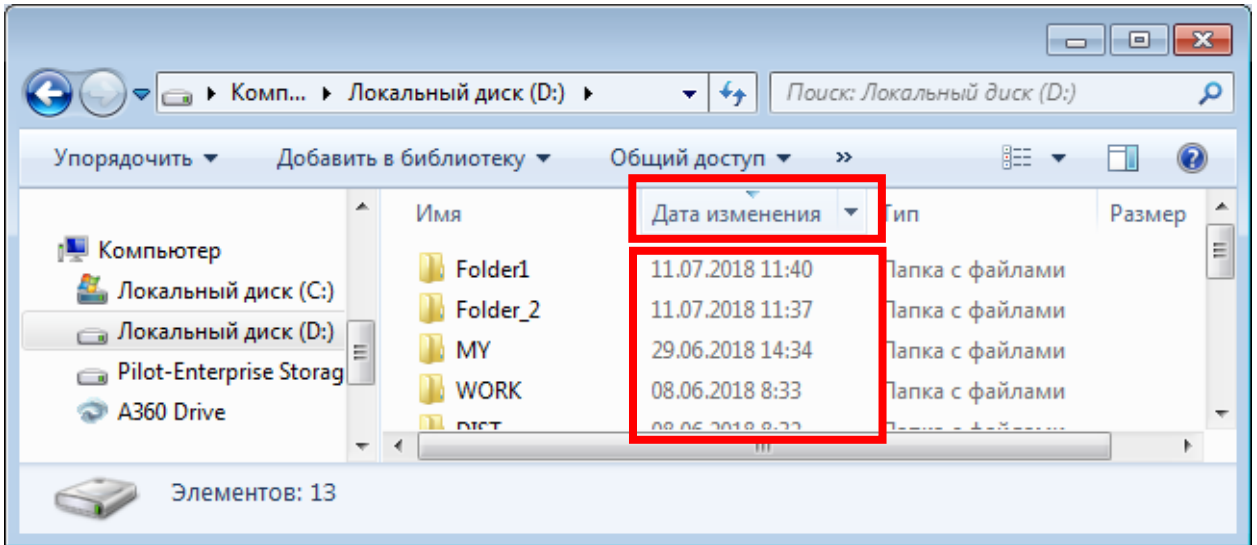 Комп... Локальный диск (D:) Поиск: Локальный диск (D:)
Упорядочить Добавить в библиотеку Общий доступ »
Имя Дата изменения Тип Размер
Компьютер
Локальный диск (C:)
Локальный диск (D:)
Pilot-Enterprise Storag
A360 Drive
Folder1 11.07.2018 11:40 Папка с файлами
Folder_2 11.07.2018 11:37 Папка с файлами
MY 29.06.2018 14:34 Папка с файлами
WORK 08.06.2018 8:33 Папка с файлами
DIST
Элементов: 13